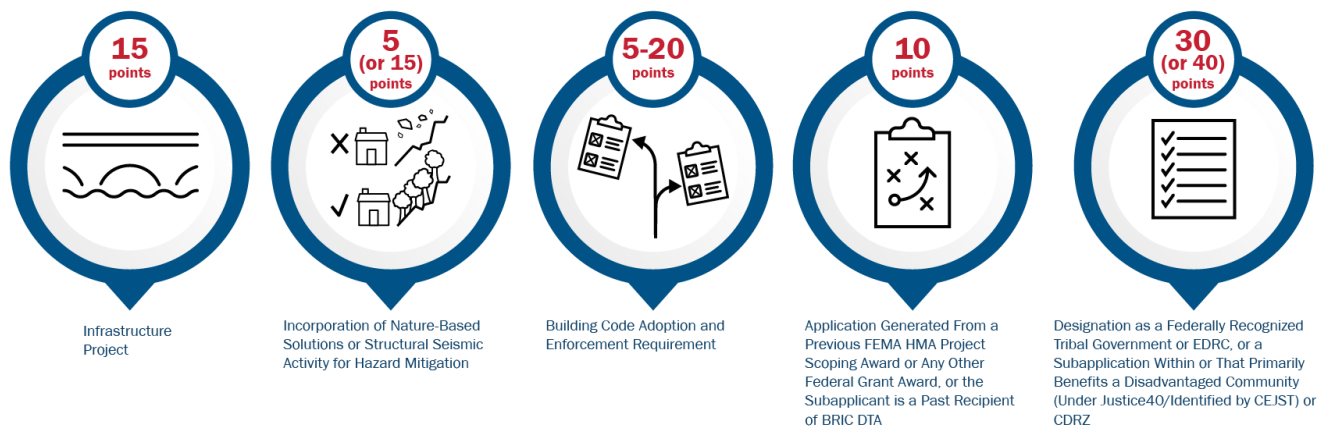 15
points
5
(or 15)
points
5-20
points
10
points
30
(or 40)
points
Infrastructure
Project
Incorporation of Nature-Based
Solutions or Structural Seismic
Activity for Hazard Mitigation
Building Code Adoption and
Enforcement Requirement
Application Generated From a
Previous FEMA HMA Project
Scoping Award or Any Other
Federal Grant Award, or the
Subapplicant is a Past Recipient
of BRIC DTA
Designation as a Federally Recognized
Tribal Government or EDRC, or a
Subapplication Within or That Primarily
Benefits a Disadvantaged Community
(Under Justice40/Identified by CEJST) or
CDRZ